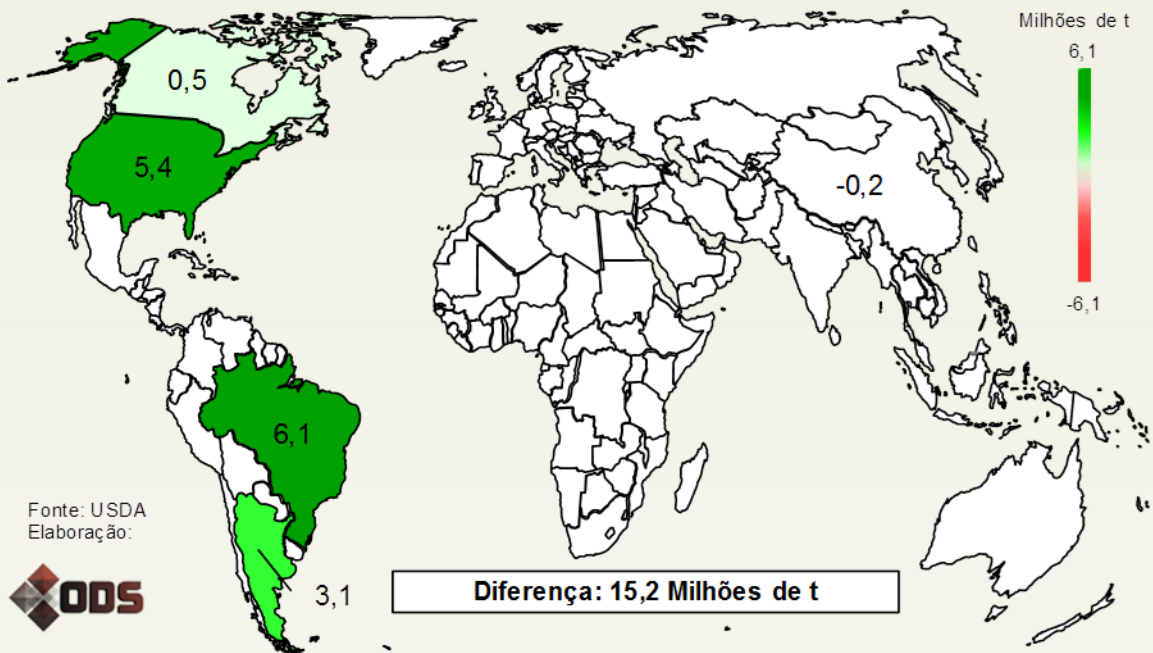 Milhões de t
6,1
0,5
5,4
-0,2
-6,1
6,1
Fonte: USDA
Elaboração:
ODS
3,1
Diferença: 15,2 Milhões de t